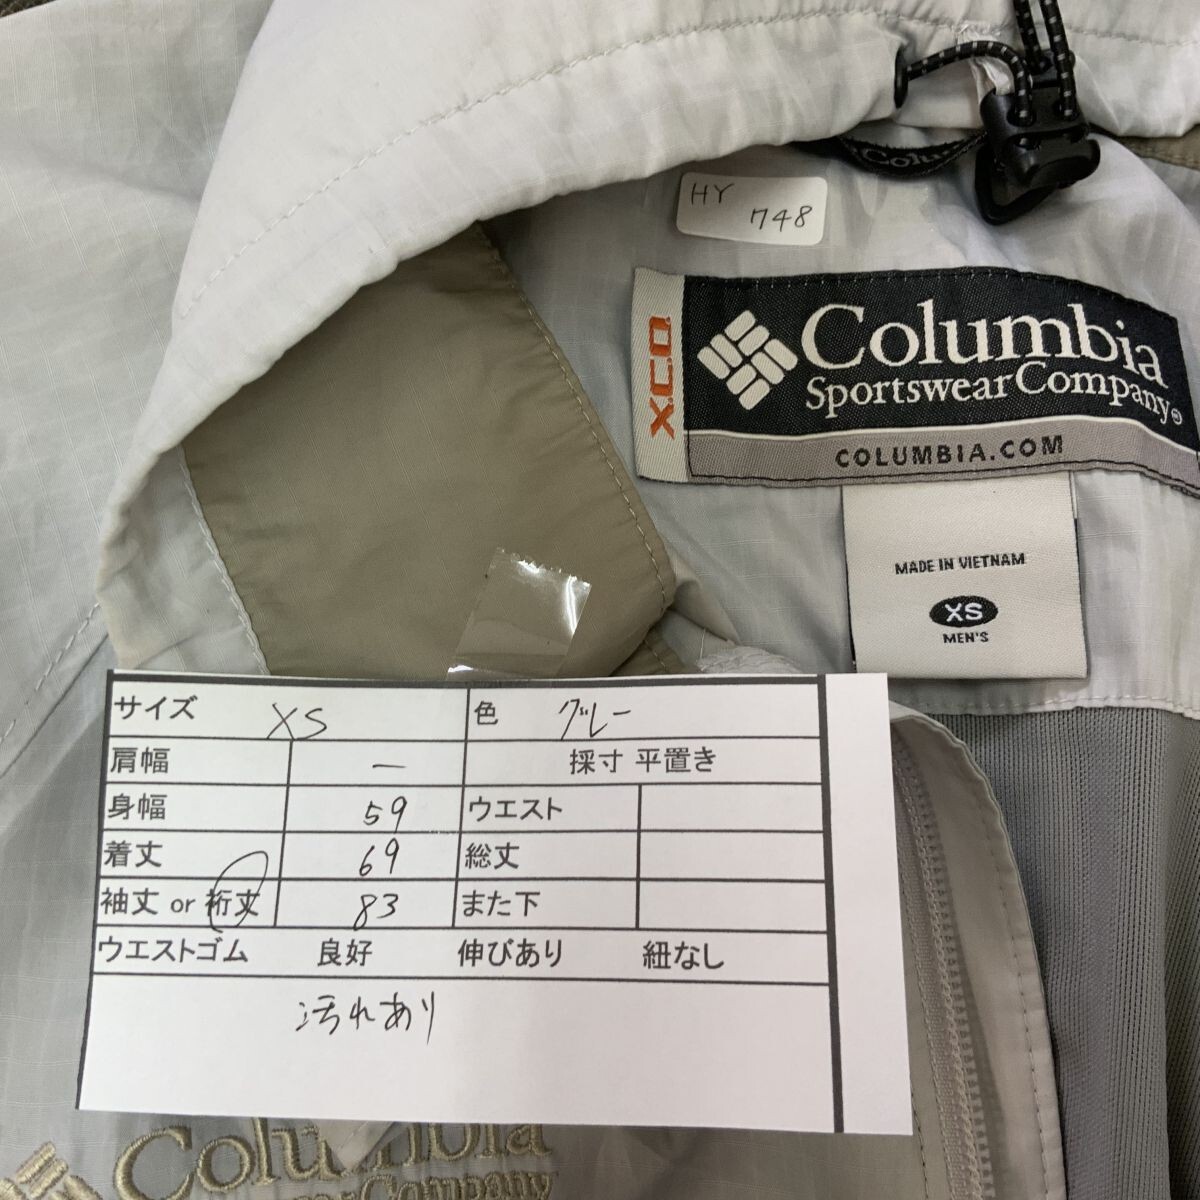 HY
748
Columbia
X.C.O.
Columbia
Sportswear Company®
COLUMBIA.COM
MADE IN VIETNAM
XS
MEN'S
サイズ XS 色 グレー
肩幅 — 採寸 平置き
身幅 59 ウエスト
着丈 69 総丈
袖丈 or 裄丈 83 また下
ウエストゴム 良好 伸びあり 紐なし
汚れあり
Columbia
Company